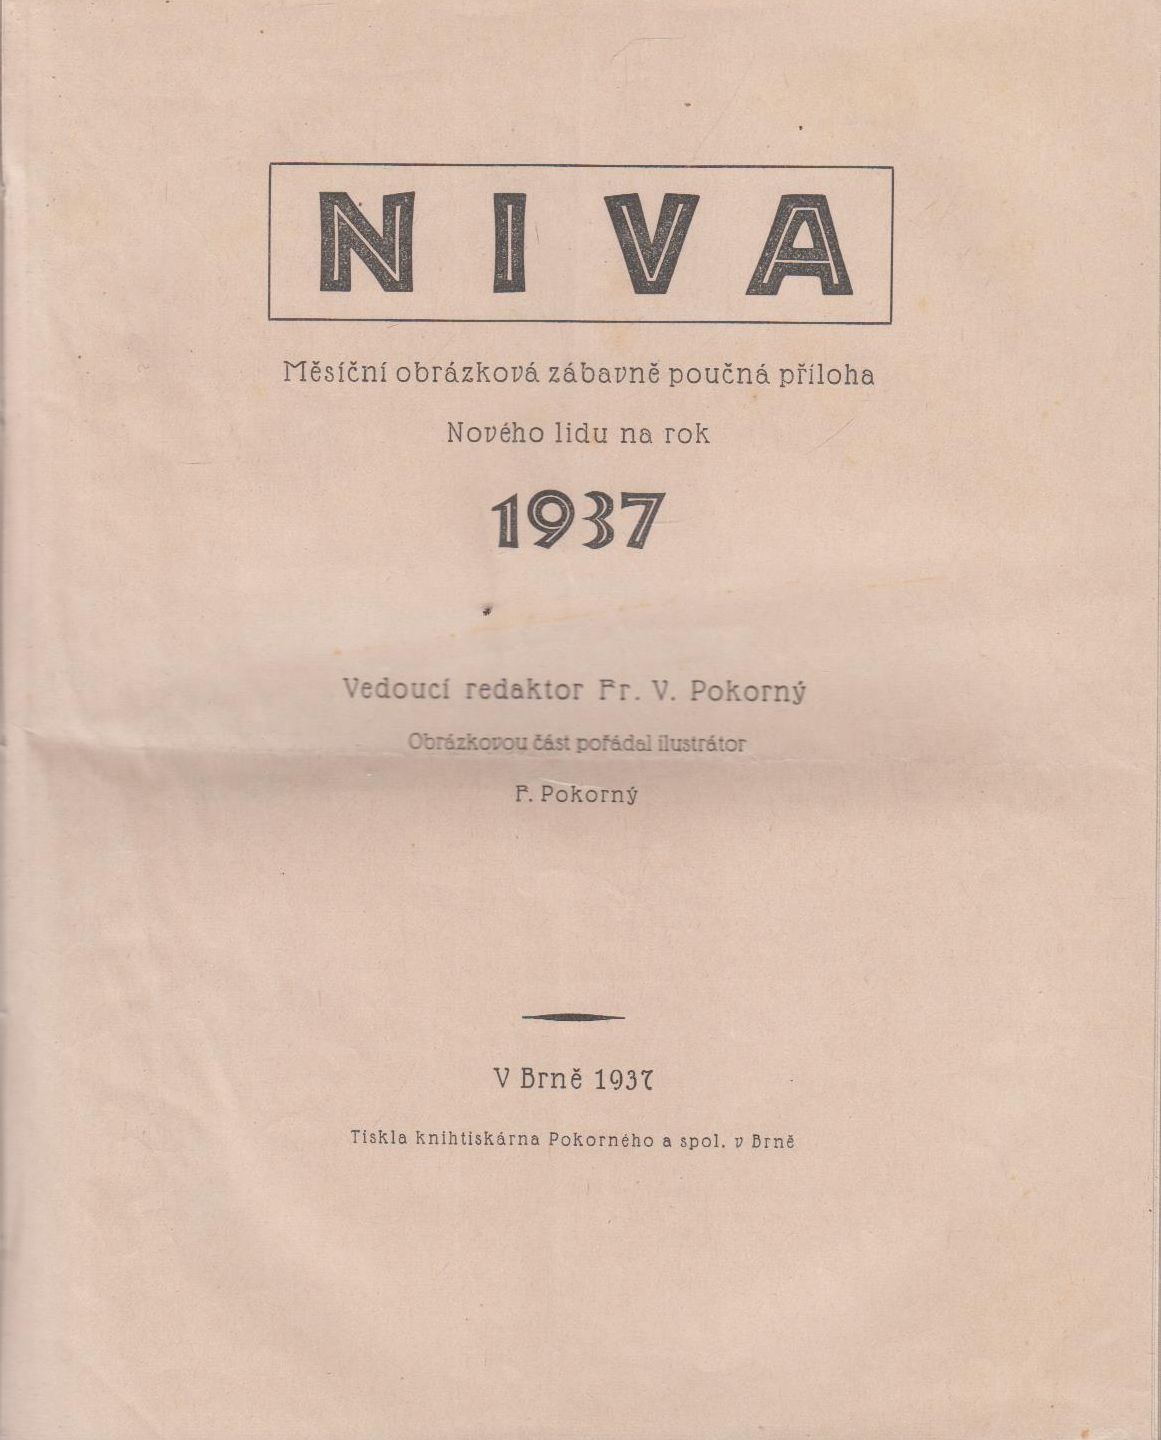 NIVA
Měsíční obrázková zábavně poučná příloha
Nového lidu na rok
1937
Vedoucí redaktor Fr. V. Pokorný
Obrázkovou část pořádal ilustrátor
F. Pokorný
V Brně 1937
Tiskla knihtiskárna Pokorného a spol. v Brně